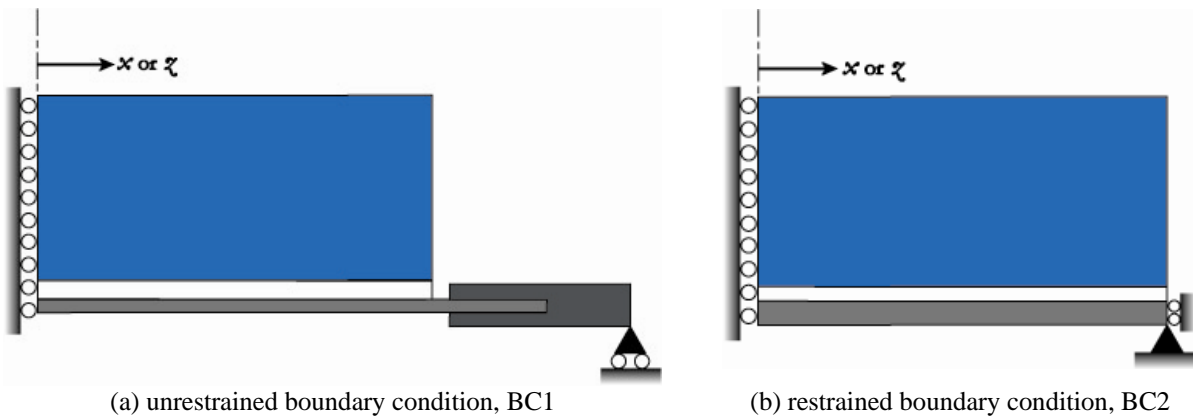 x or z
x or z
(a) unrestrained boundary condition, BC1
(b) restrained boundary condition, BC2